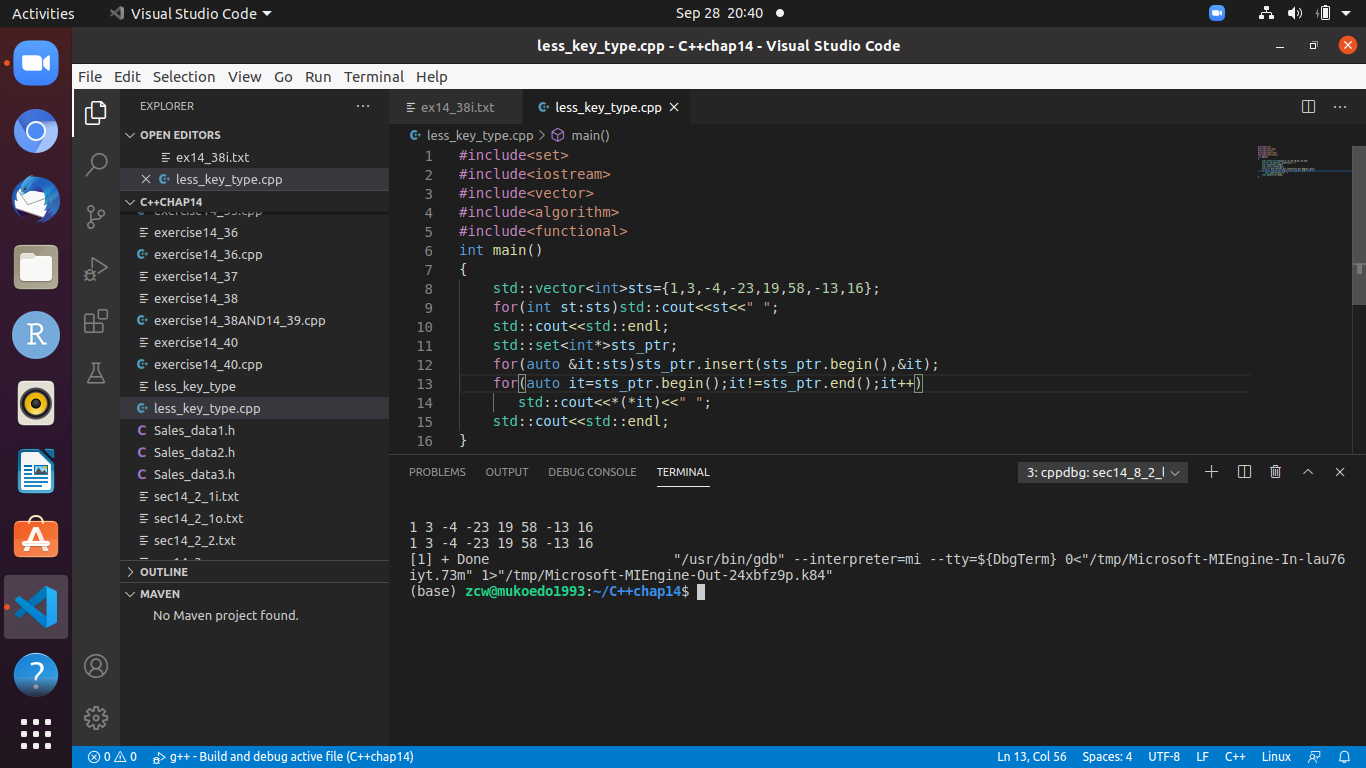 Activities
Visual Studio Code
Sep 28 20:40
less_key_type.cpp - C++chap14 - Visual Studio Code
File Edit Selection View Go Run Terminal Help
EXPLORER
OPEN EDITORS
ex14_38i.txt
less_key_type.cpp
C++CHAP14
exercise14_36
exercise14_36.cpp
exercise14_37
exercise14_38
exercise14_38AND14_39.cpp
exercise14_40
exercise14_40.cpp
less_key_type
less_key_type.cpp
Sales_data1.h
Sales_data2.h
Sales_data3.h
sec14_2_1i.txt
sec14_2_1o.txt
sec14_2_2.txt
OUTLINE
MAVEN
No Maven project found.
ex14_38i.txt
less_key_type.cpp
less_key_type.cpp > main()
1 #include<set>
2 #include<iostream>
3 #include<vector>
4 #include<algorithm>
5 #include<functional>
6 int main()
7 {
8 std::vector<int>sts={1,3,-4,-23,19,58,-13,16};
9 for(int st:sts)std::cout<<st<<" ";
10 std::cout<<std::endl;
11 std::set<int*>sts_ptr;
12 for(auto &it:sts)sts_ptr.insert(sts_ptr.begin(),&it);
13 for(auto it=sts_ptr.begin();it!=sts_ptr.end();it++)
14 std::cout<<*(*it)<<" ";
15 std::cout<<std::endl;
16 }
PROBLEMS OUTPUT DEBUG CONSOLE TERMINAL
3: cppdbg: sec14_8_2_l
1 3 -4 -23 19 58 -13 16
1 3 -4 -23 19 58 -13 16
[1] + Done "/usr/bin/gdb" --interpreter=mi --tty=${DbgTerm} 0<"/tmp/Microsoft-MIEngine-In-lau76
iyt.73m" 1>"/tmp/Microsoft-MIEngine-Out-24xbfz9p.k84"
(base) zcw@mukoedo1993:~/C++chap14$
0 0 g++ - Build and debug active file (C++chap14)
Ln 13, Col 56 Spaces: 4 UTF-8 LF C++ Linux